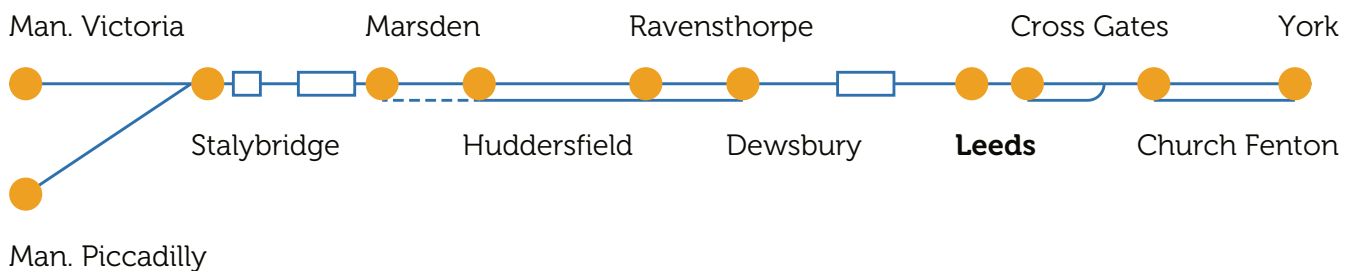 Man. Victoria Marsden Ravensthorpe Cross Gates York
Stalybridge Huddersfield Dewsbury Leeds Church Fenton
Man. Piccadilly